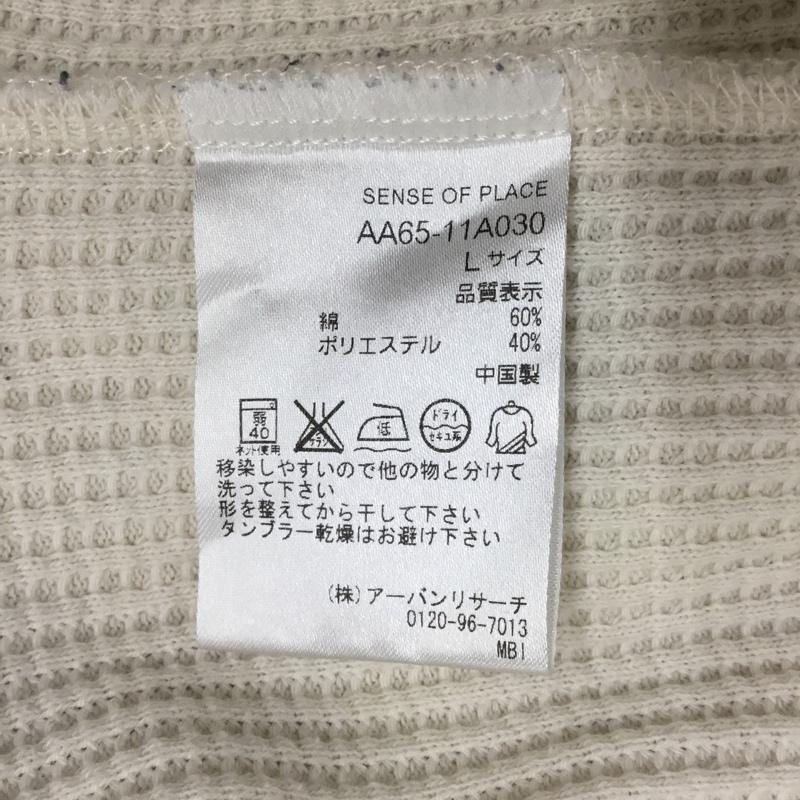 SENSE OF PLACE
AA65-11A030
L サイズ
品質表示
綿 60%
ポリエステル 40%
中国製
弱 40 低 ドライ セキユ系
ネット使用
移染しやすいので他の物と分けて
洗って下さい
形を整えてから干して下さい
タンブラー乾燥はお避け下さい
(株)アーバンリサーチ
0120-96-7013
MBI